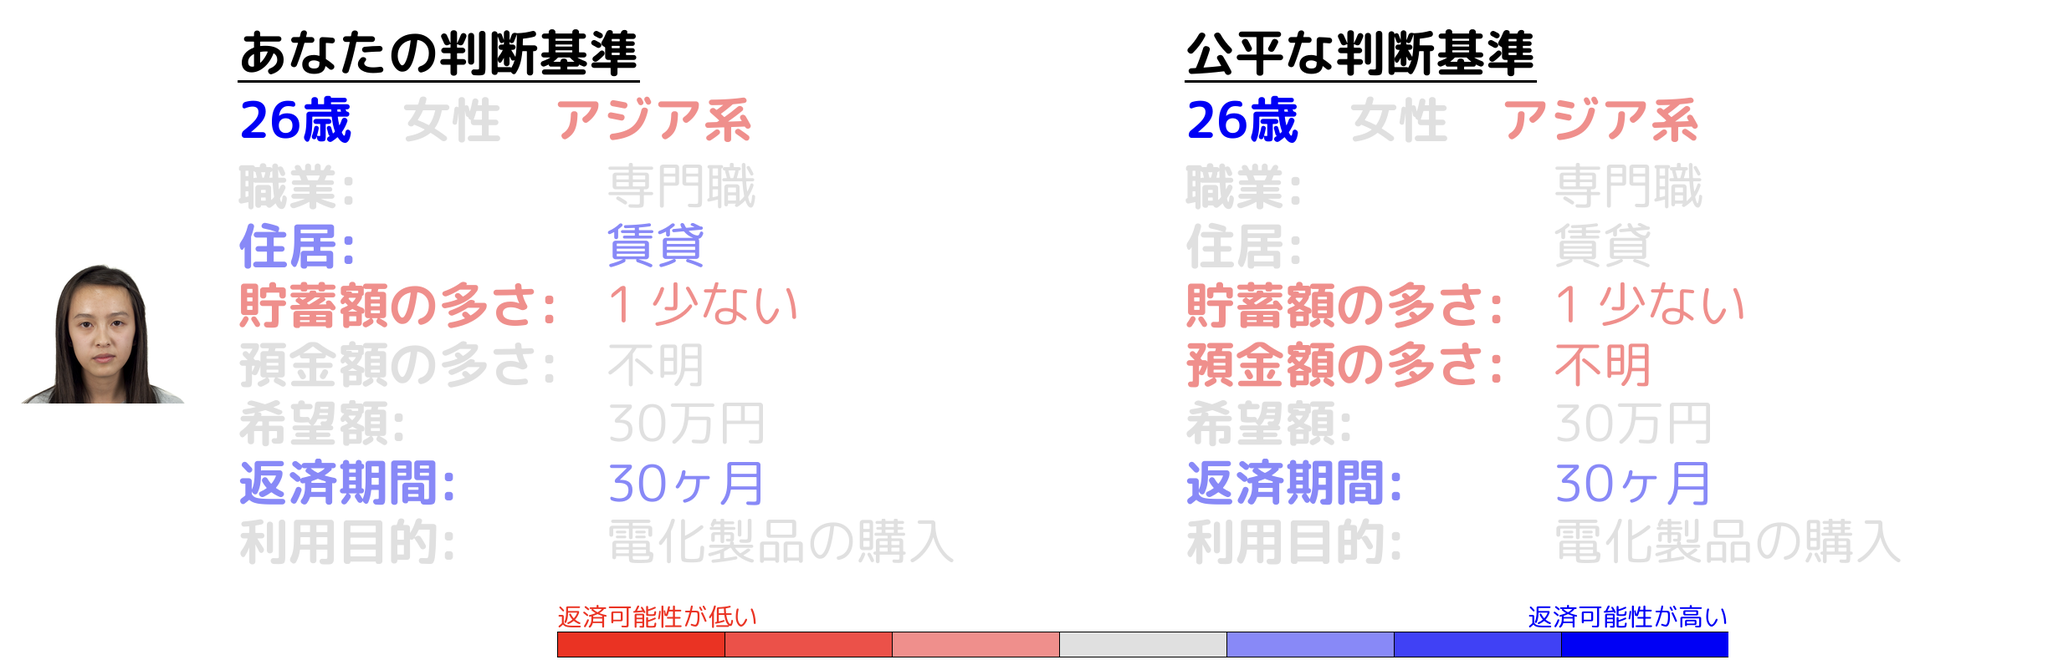 あなたの判断基準
26歳 女性 アジア系
職業: 専門職
住居: 賃貸
貯蓄額の多さ: 1 少ない
預金額の多さ: 不明
希望額: 30万円
返済期間: 30ヶ月
利用目的: 電化製品の購入
公平な判断基準
26歳 女性 アジア系
職業: 専門職
住居: 賃貸
貯蓄額の多さ: 1 少ない
預金額の多さ: 不明
希望額: 30万円
返済期間: 30ヶ月
利用目的: 電化製品の購入
返済可能性が低い
返済可能性が高い